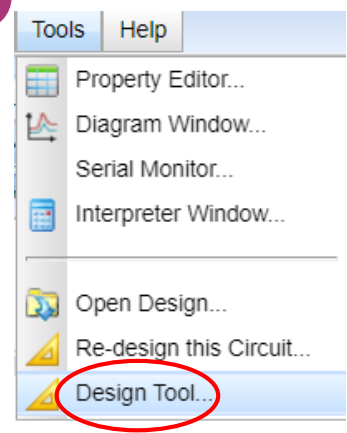 Tools Help
Property Editor...
Diagram Window...
Serial Monitor...
Interpreter Window...
Open Design...
Re-design this Circuit...
Design Tool...